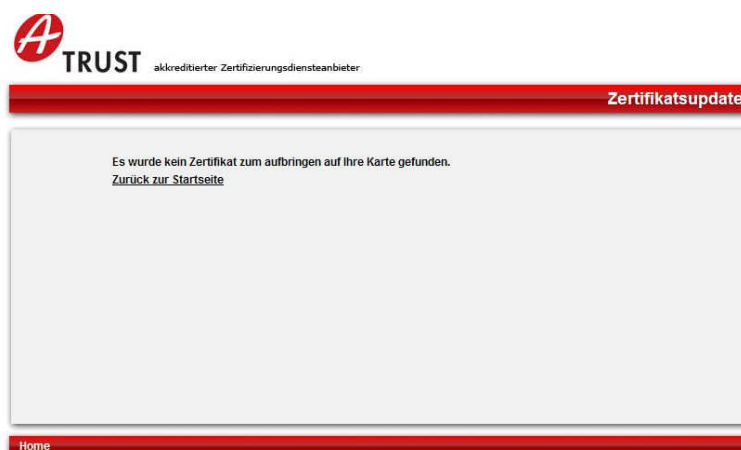 A
TRUST akkreditierter Zertifizierungsdiensteanbieter
Zertifikatsupdate
Es wurde kein Zertifikat zum aufbringen auf Ihre Karte gefunden.
Zurück zur Startseite
Home